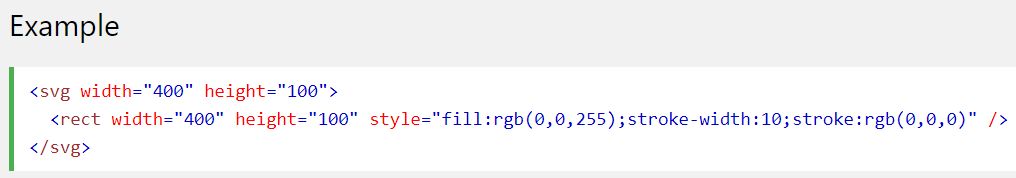 Example
<svg width="400" height="100">
<rect width="400" height="100" style="fill:rgb(0,0,255);stroke-width:10;stroke:rgb(0,0,0)" />
</svg>